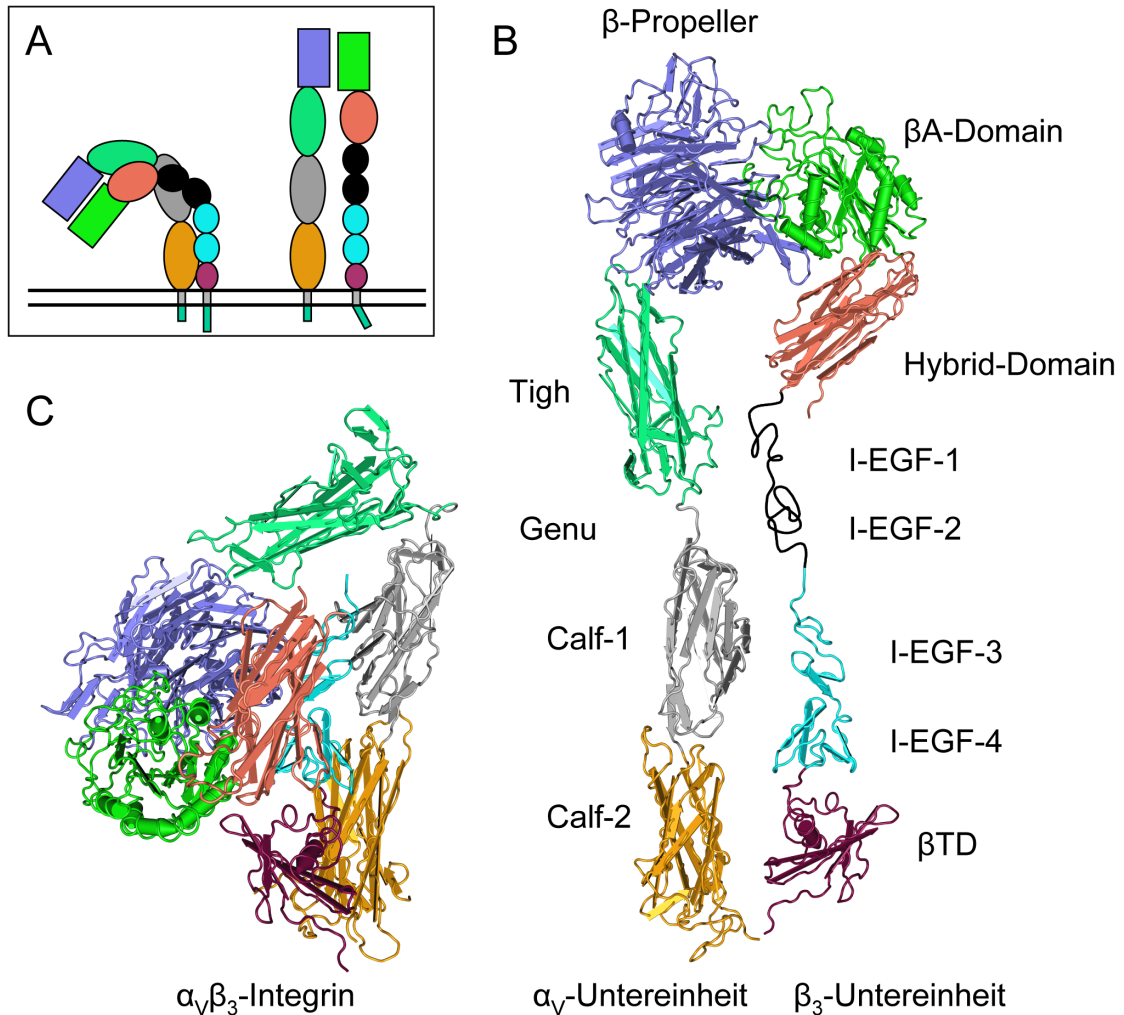 A
B
β-Propeller
βA-Domain
Hybrid-Domain
Tigh
C
I-EGF-1
Genu
I-EGF-2
Calf-1
I-EGF-3
I-EGF-4
Calf-2
βTD
αVβ3-Integrin
αV-Untereinheit
β3-Untereinheit